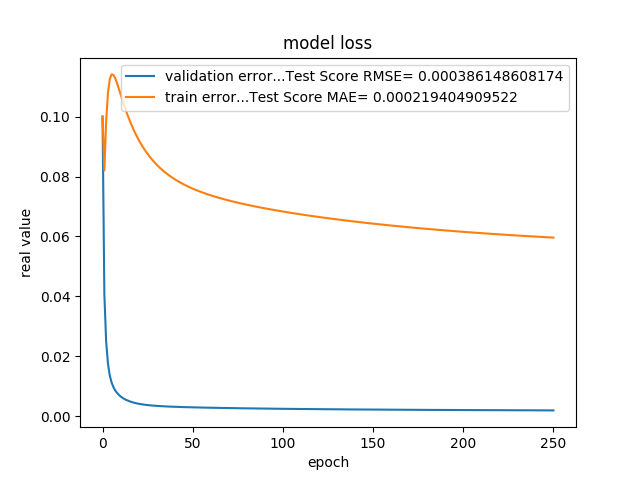 model loss
validation error...Test Score RMSE= 0.000386148608174
train error...Test Score MAE= 0.000219404909522
real value
0.10
0.08
0.06
0.04
0.02
0.00
0 50 100 150 200 250
epoch